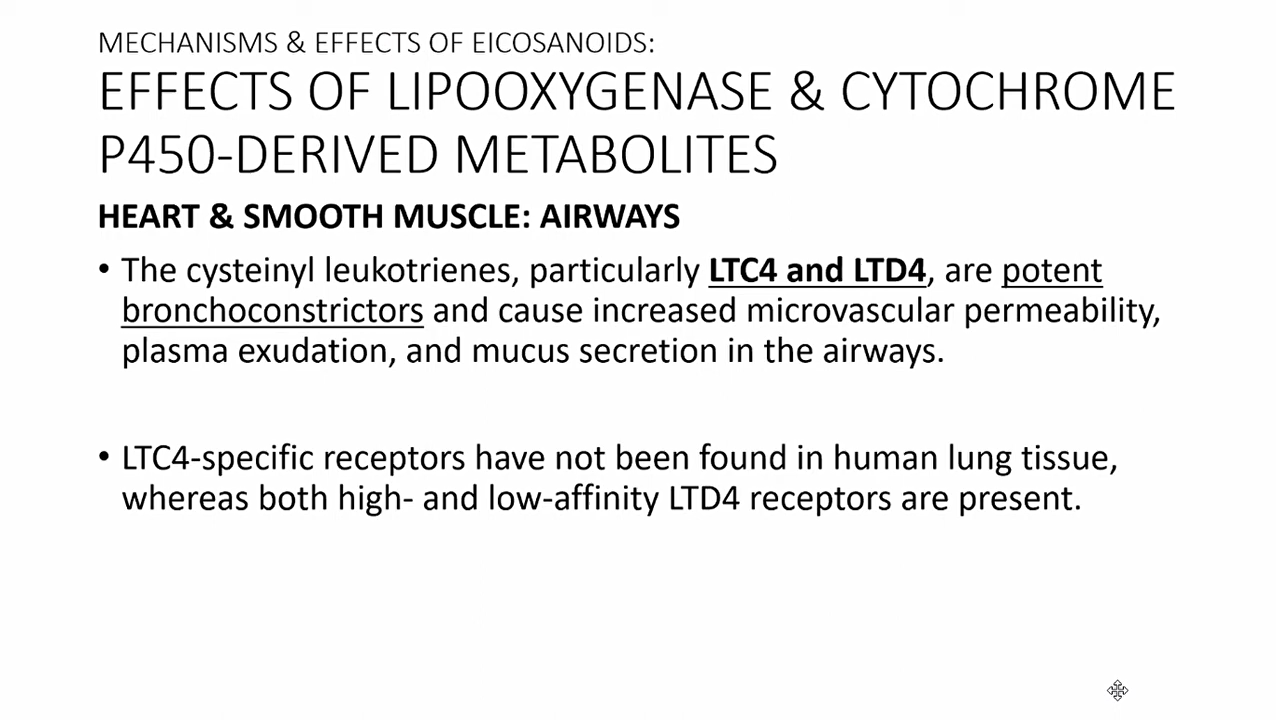 MECHANISMS & EFFECTS OF EICOSANOIDS:
EFFECTS OF LIPOOXYGENASE & CYTOCHROME
P450-DERIVED METABOLITES
HEART & SMOOTH MUSCLE: AIRWAYS
• The cysteinyl leukotrienes, particularly LTC4 and LTD4, are potent
bronchoconstrictors and cause increased microvascular permeability,
plasma exudation, and mucus secretion in the airways.
• LTC4-specific receptors have not been found in human lung tissue,
whereas both high- and low-affinity LTD4 receptors are present.